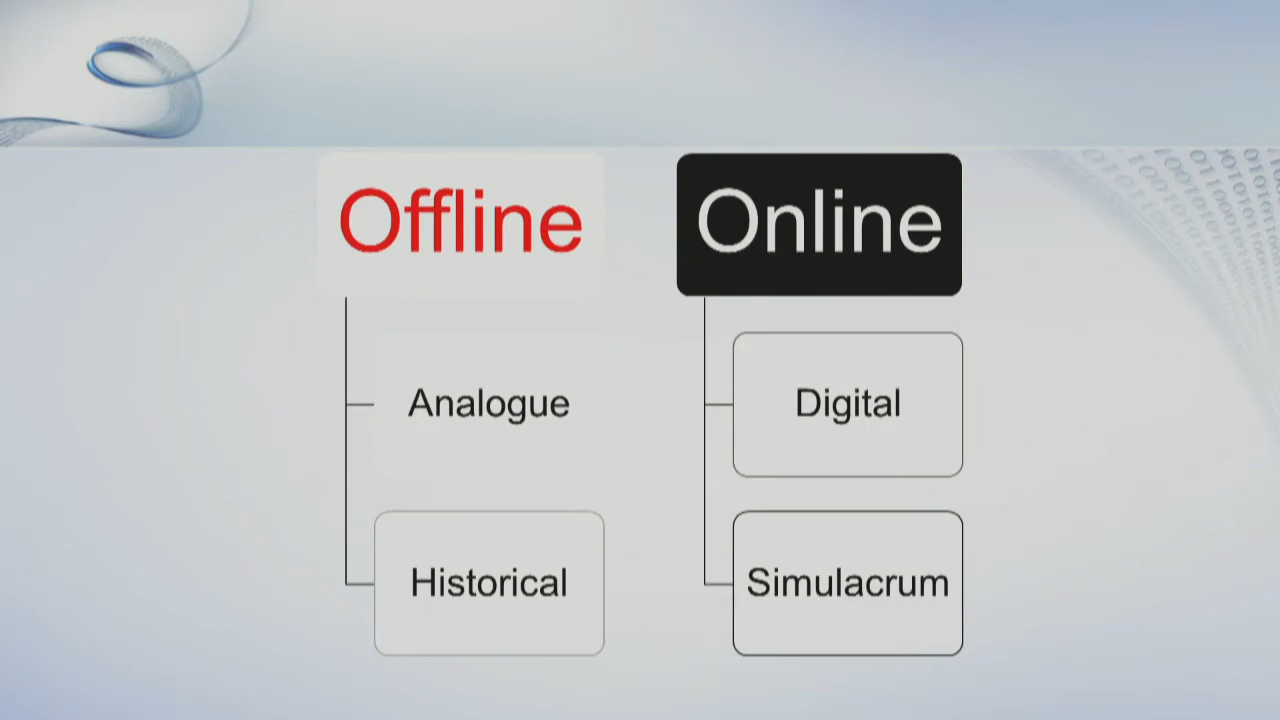 Offline
Analogue
Historical
Online
Digital
Simulacrum